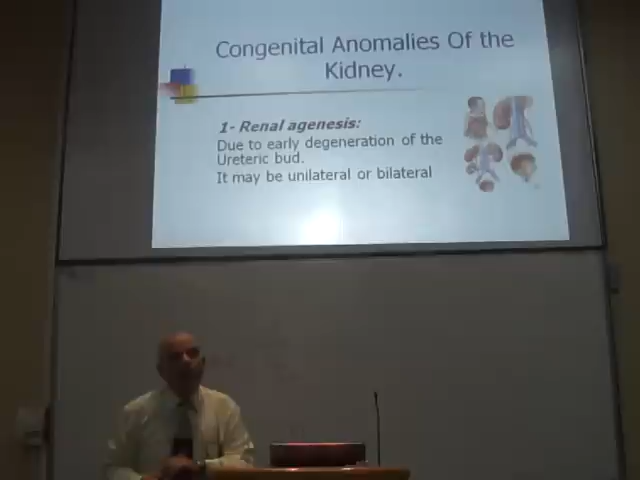 Congenital Anomalies Of the
Kidney.
1- Renal agenesis:
Due to early degeneration of the
Ureteric bud.
It may be unilateral or bilateral